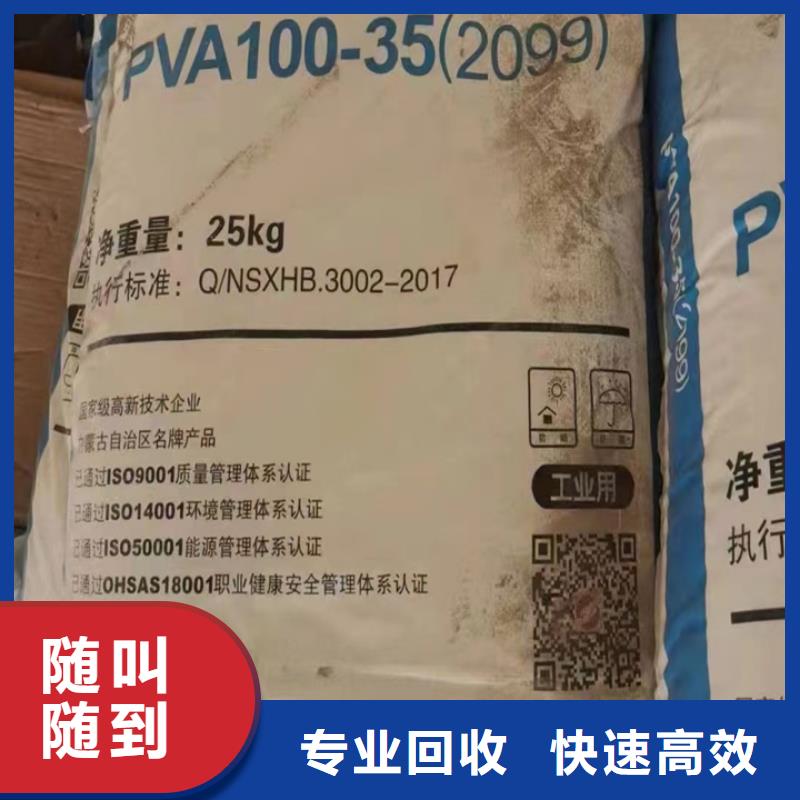 PVA100-35(2099)
净重量: 25kg
执行标准: Q/NSXHB.3002-2017
国家级高新技术企业
内蒙古自治区名牌产品
已通过ISO9001质量管理体系认证
已通过ISO14001环境管理体系认证
已通过ISO50001能源管理体系认证
已通过OHSAS18001职业健康安全管理体系认证
工业用
净重
执行
随叫
随到
专业回收 快速高效